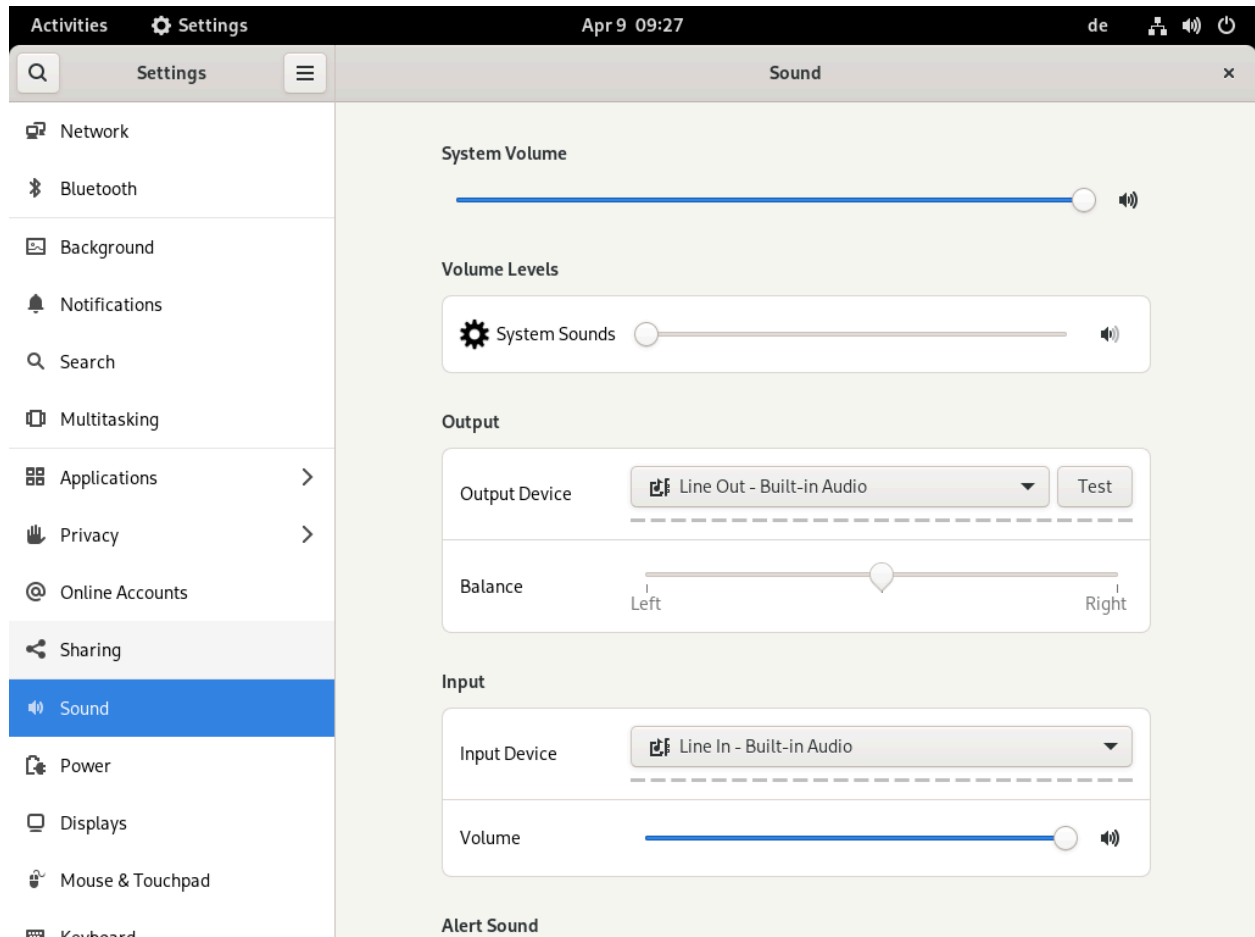 Activities Settings Apr 9 09:27 de
Settings Sound
Network
Bluetooth
Background
Notifications
Search
Multitasking
Applications
Privacy
Online Accounts
Sharing
Sound
Power
Displays
Mouse & Touchpad
Keyboard
System Volume
Volume Levels
System Sounds
Output
Output Device Line Out - Built-in Audio Test
Balance
Left Right
Input
Input Device Line In - Built-in Audio
Volume
Alert Sound